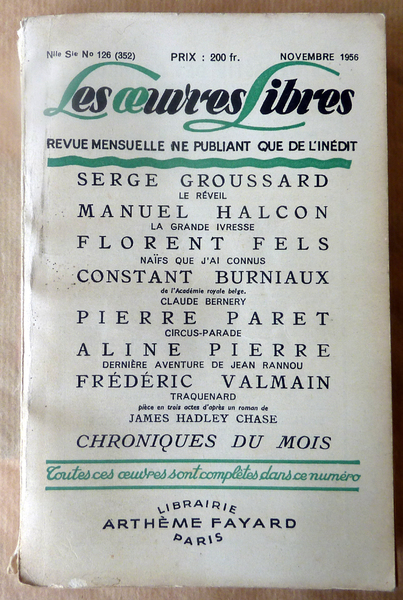 Nlle Sie No 126 (352) PRIX : 200 fr. NOVEMBRE 1956
Les œuvres Libres
REVUE MENSUELLE NE PUBLIANT QUE DE L'INÉDIT
SERGE GROUSSARD
LE RÉVEIL
MANUEL HALCON
LA GRANDE IVRESSE
FLORENT FELS
NAÏFS QUE J'AI CONNUS
CONSTANT BURNIAUX
de l'Académie royale belge.
CLAUDE BERNERY
PIERRE PARET
CIRCUS-PARADE
ALINE PIERRE
DERNIÈRE AVENTURE DE JEAN RANNOU
FRÉDÉRIC VALMAIN
TRAQUENARD
pièce en trois actes d'après un roman de
JAMES HADLEY CHASE
CHRONIQUES DU MOIS
Toutes ces œuvres sont complètes dans ce numéro
LIBRAIRIE
ARTHÈME FAYARD
PARIS